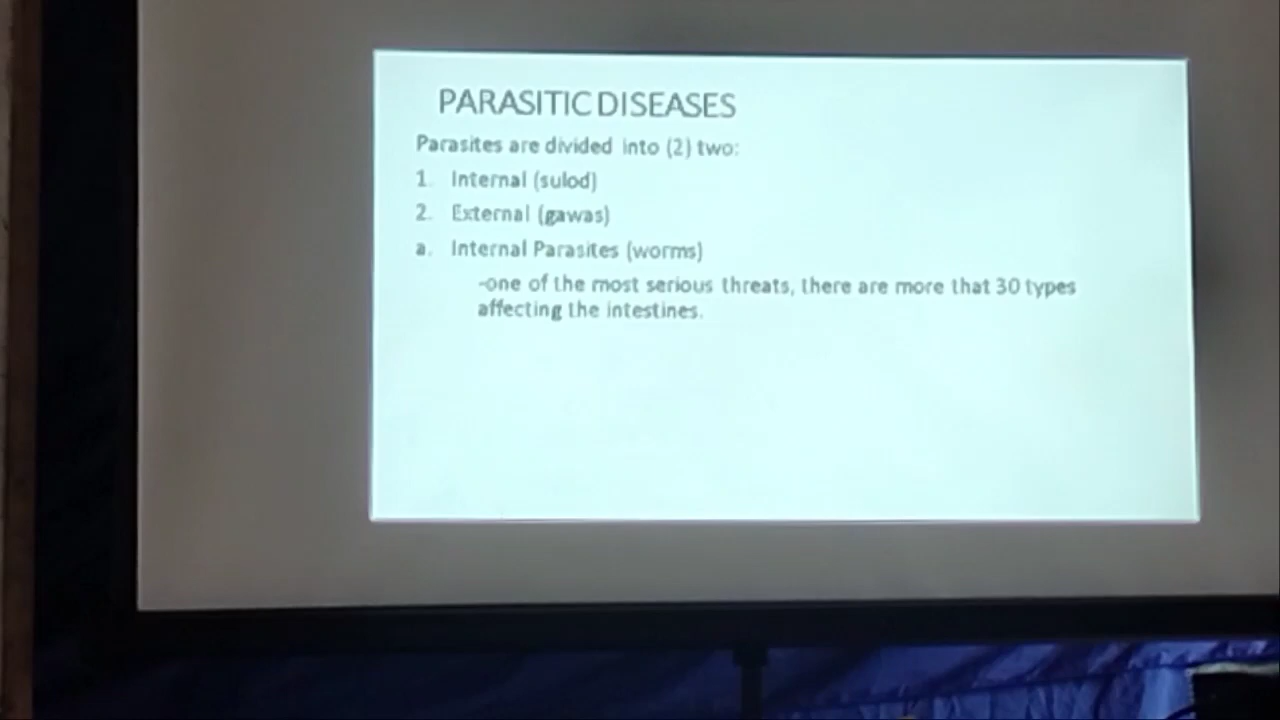 PARASITIC DISEASES
Parasites are divided into (2) two:
1. Internal (sulod)
2. External (gawas)
a. Internal Parasites (worms)
-one of the most serious threats, there are more that 30 types
affecting the intestines.